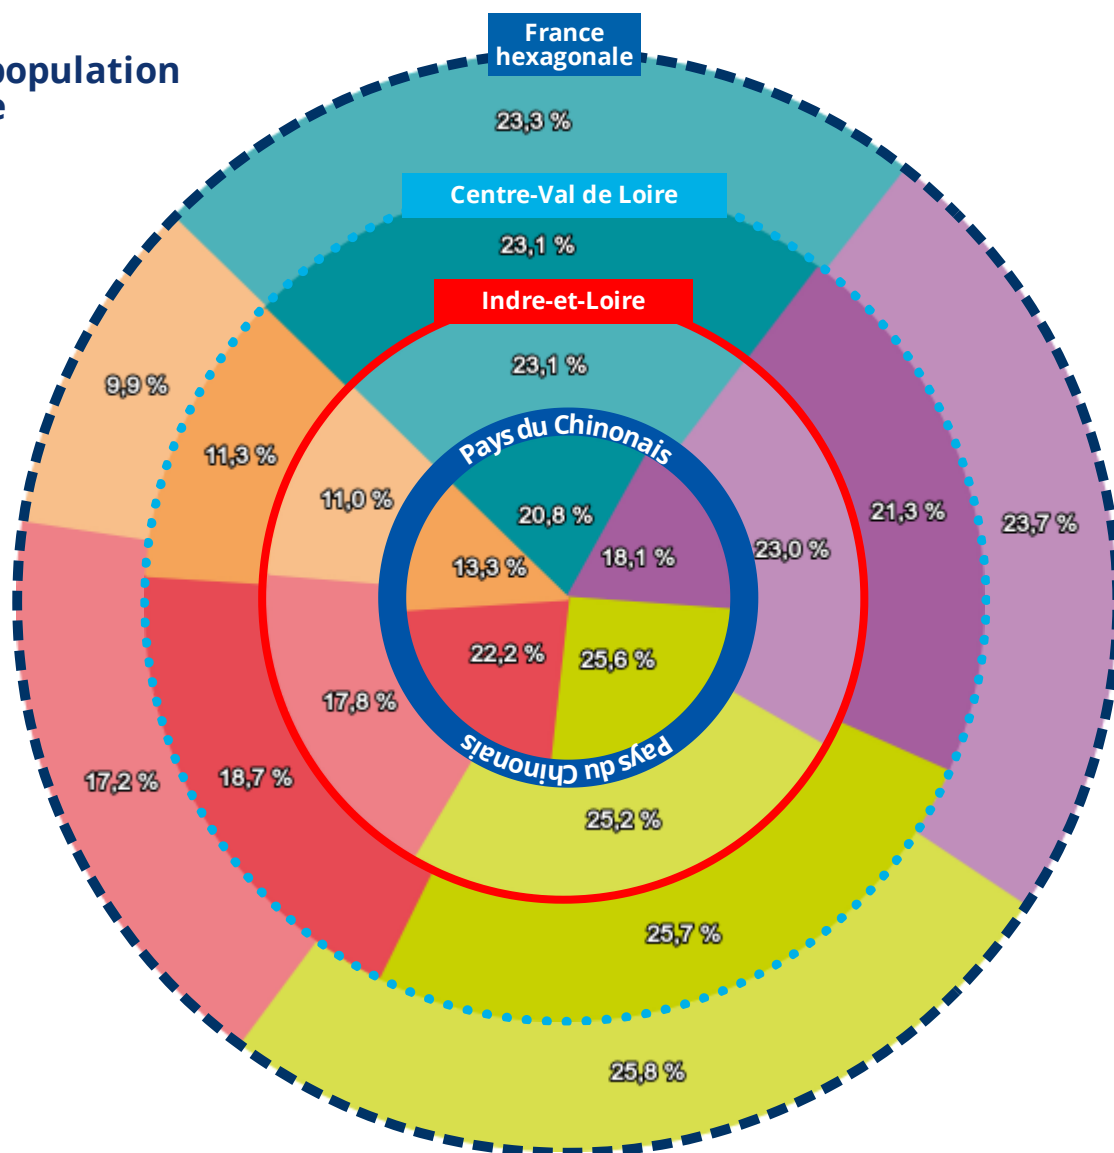 France
hexagonale
population
23,3 %
Centre-Val de Loire
23,1 %
Indre-et-Loire
23,1 %
9,9 %
Pays du Chinonais
11,3 %
11,0 %
20,8 %
21,3 %
23,7 %
18,1 %
23,0 %
13,3 %
22,2 %
25,6 %
17,8 %
Pays du Chinonais
17,2 %
18,7 %
25,2 %
25,7 %
25,8 %